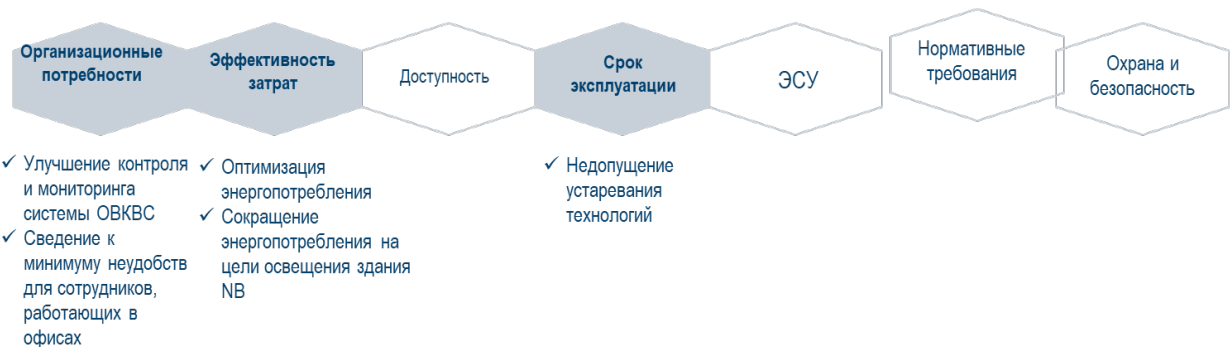 Организационные
потребности
Эффективность
затрат
Доступность
Срок
эксплуатации
ЭСУ
Нормативные
требования
Охрана и
безопасность
✓ Улучшение контроля
и мониторинга
системы ОВКВС
✓ Сведение к
минимуму неудобств
для сотрудников,
работающих в
офисах
✓ Оптимизация
энергопотребления
✓ Сокращение
энергопотребления на
цели освещения здания
NB
✓ Недопущение
устаревания
технологий